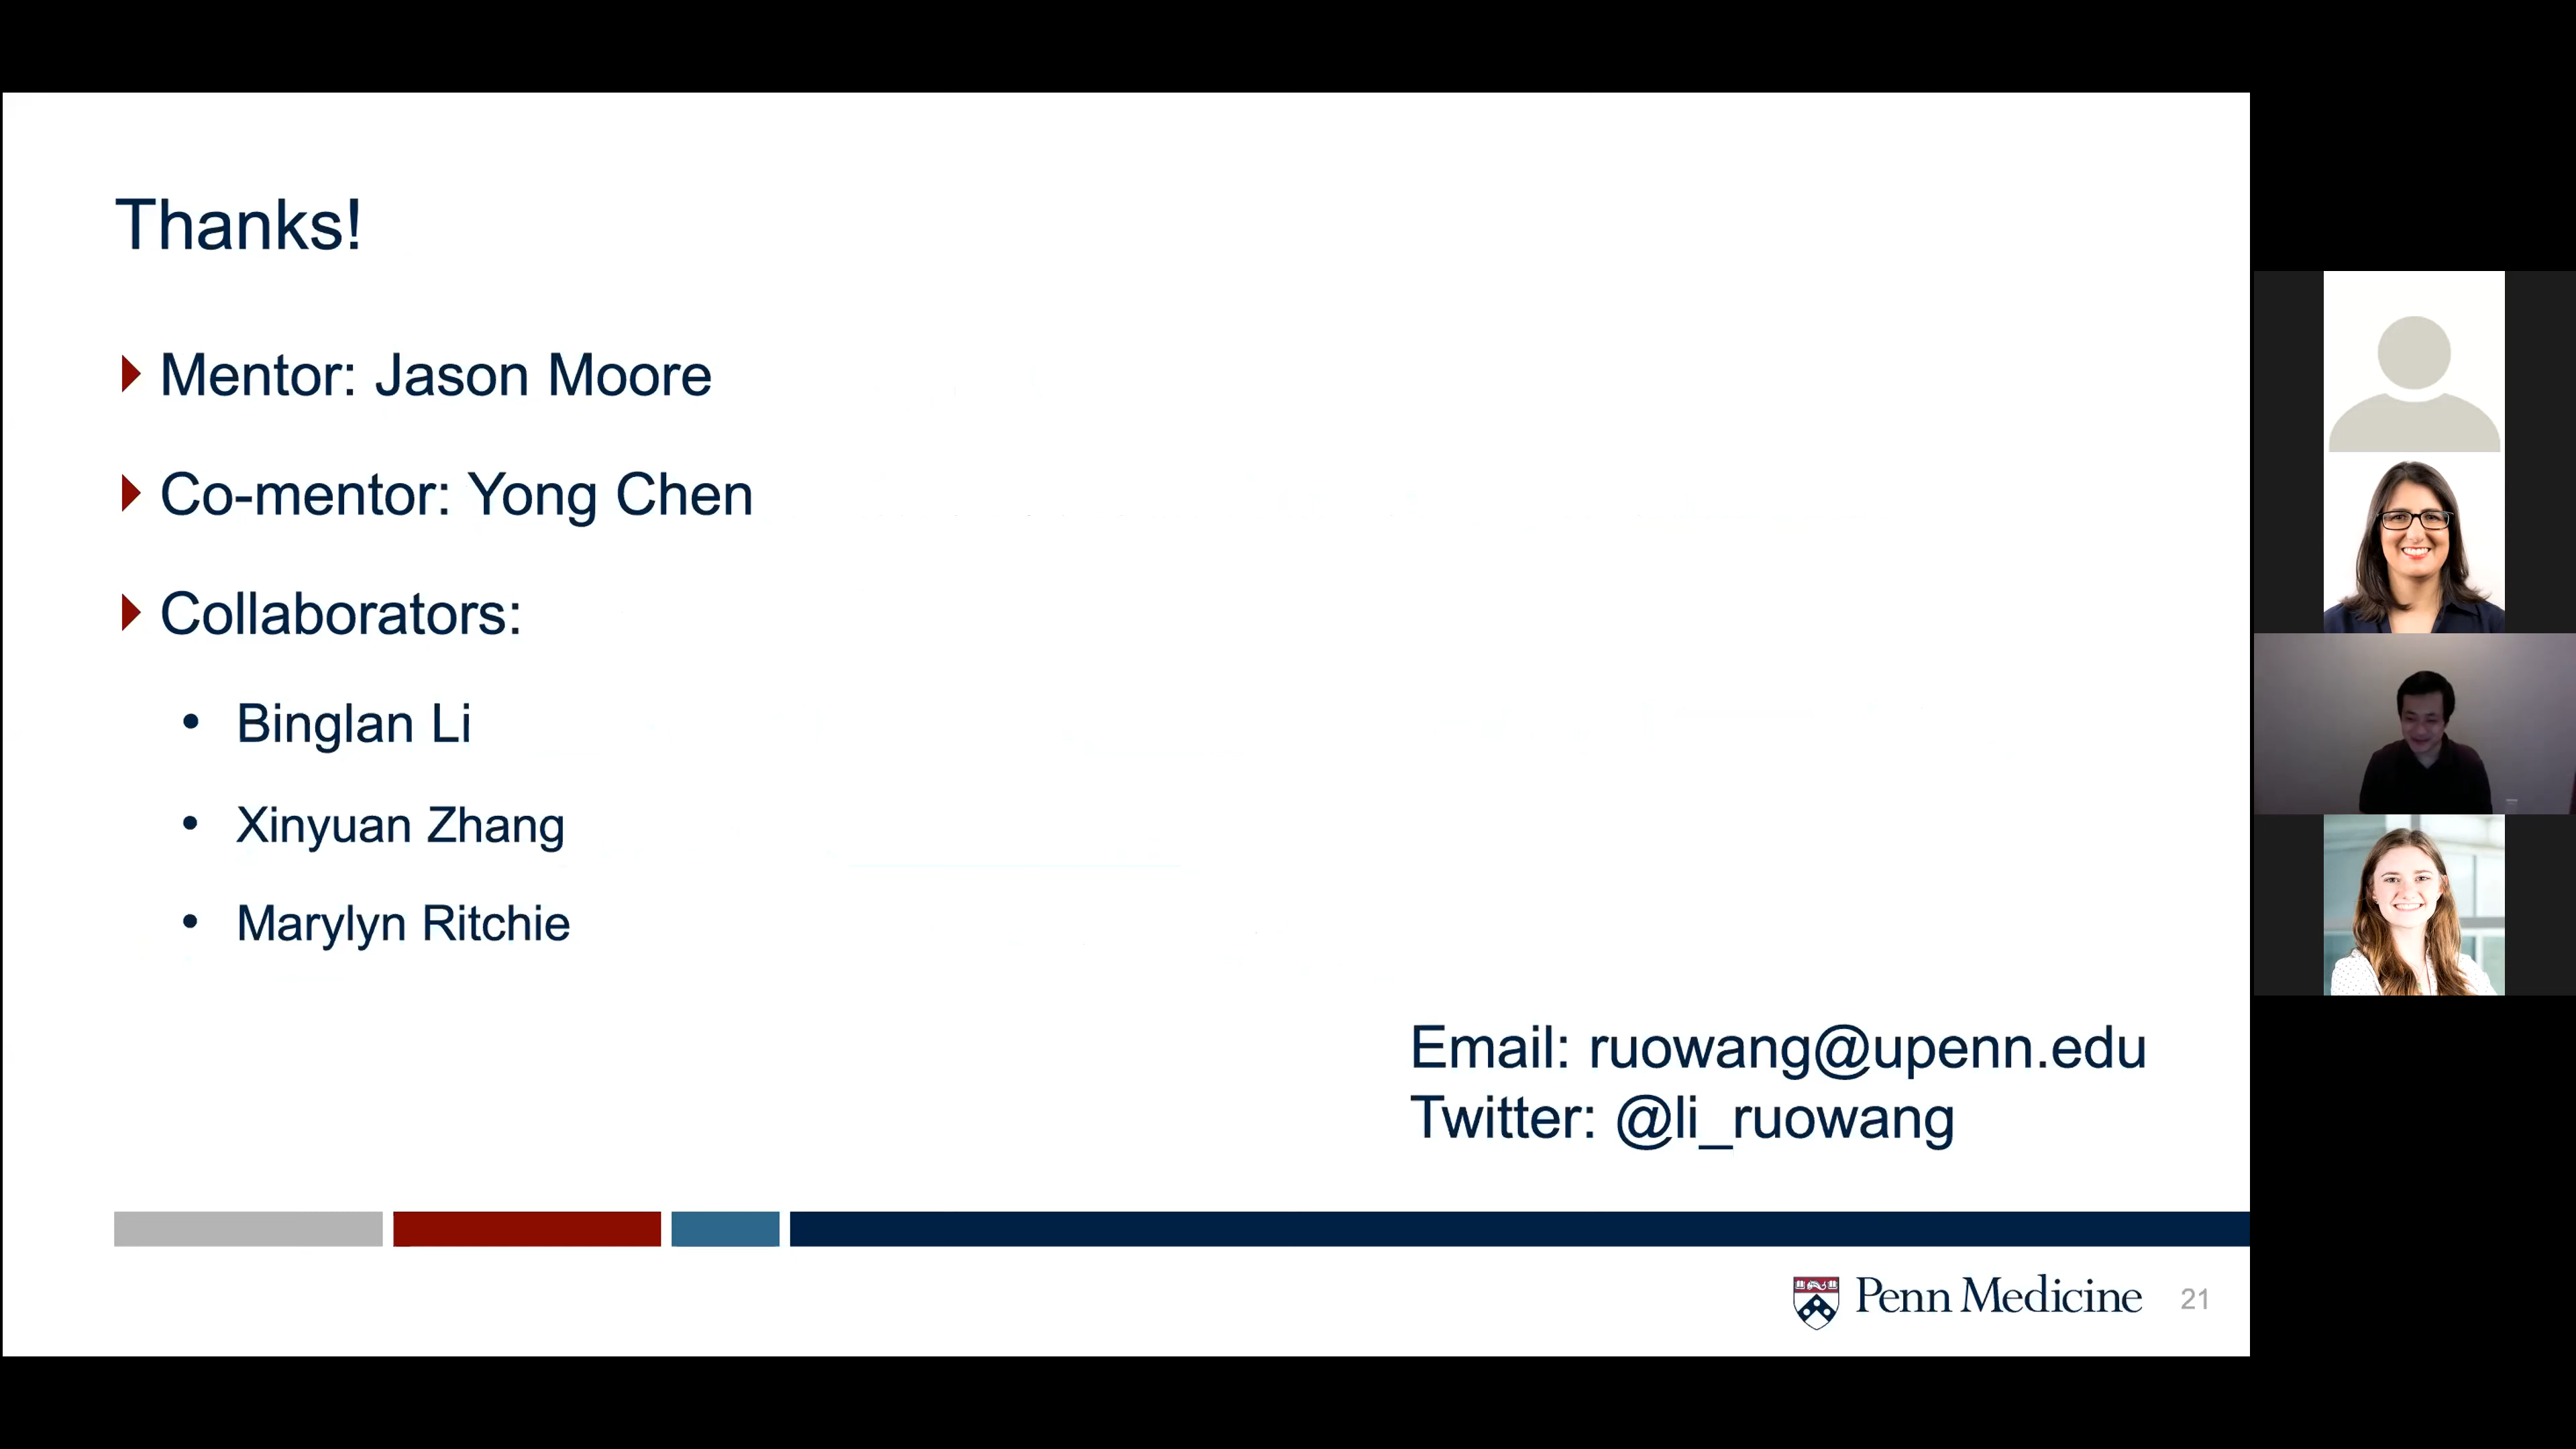 Thanks!
Mentor: Jason Moore
Co-mentor: Yong Chen
Collaborators:
• Binglan Li
• Xinyuan Zhang
• Marylyn Ritchie
Email: ruowang@upenn.edu
Twitter: @li_ruowang
Penn Medicine 21